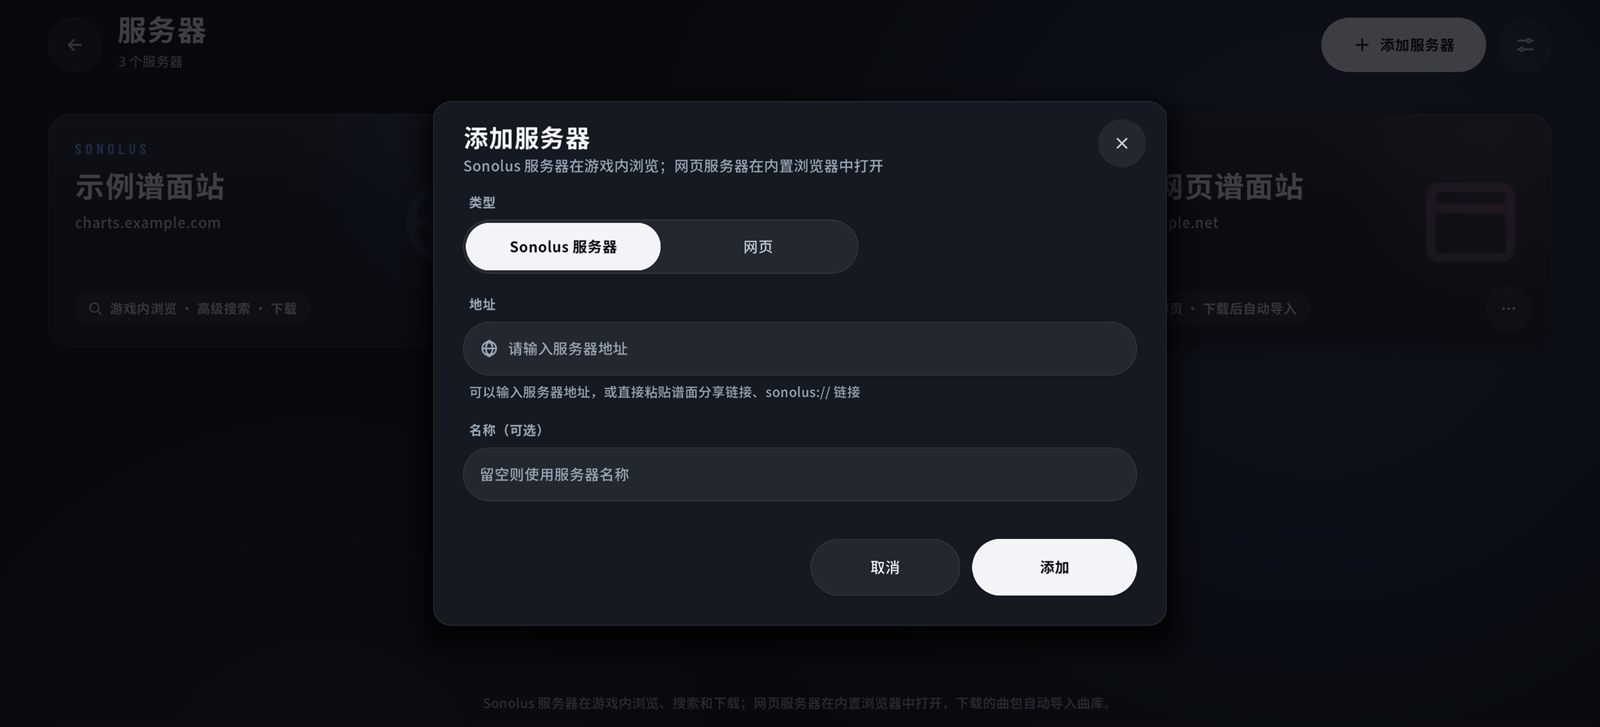 服务器
3 个服务器
添加服务器
SONOLUS
示例谱面站
charts.example.com
游戏内浏览 • 高级搜索 • 下载
网页谱面站
ple.net
页 • 下载后自动导入
添加服务器
Sonolus 服务器在游戏内浏览；网页服务器在内置浏览器中打开
类型
Sonolus 服务器
网页
地址
请输入服务器地址
可以输入服务器地址，或直接粘贴谱面分享链接、sonolus:// 链接
名称（可选）
留空则使用服务器名称
取消
添加
Sonolus 服务器在游戏内浏览、搜索和下载；网页服务器在内置浏览器中打开，下载的曲包自动导入曲库。